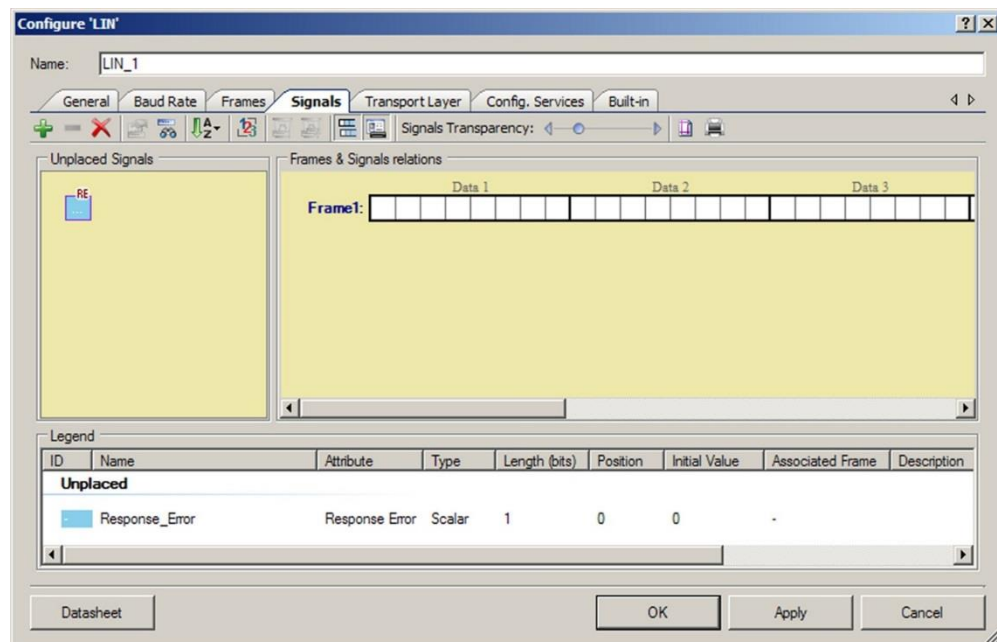 Configure 'LIN'
Name: LIN_1
General Baud Rate Frames Signals Transport Layer Config. Services Built-in
Signals Transparency:
Unplaced Signals
RE
...
Frames & Signals relations
Data 1 Data 2 Data 3
Frame1:
Legend
ID Name Attribute Type Length (bits) Position Initial Value Associated Frame Description
Unplaced
- Response_Error Response Error Scalar 1 0 0 -
Datasheet OK Apply Cancel